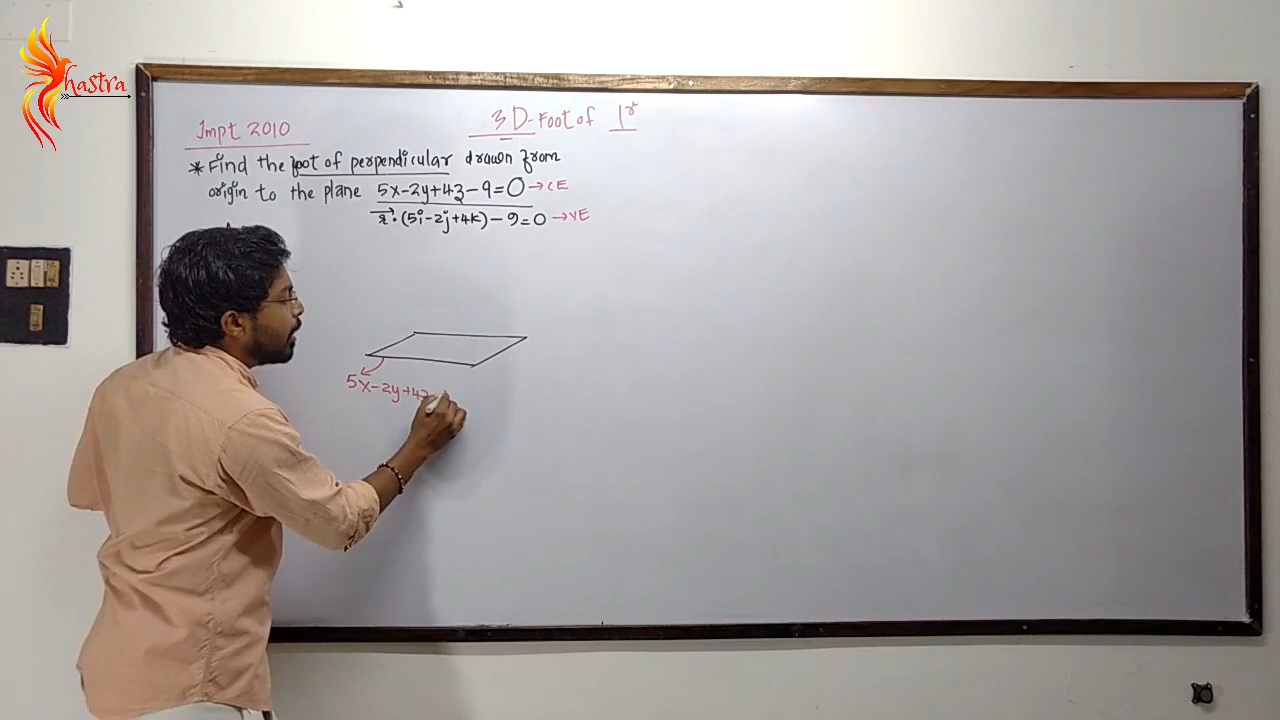 Shastra
3D-Foot of ⊥r
Impt 2010
* Find the foot of perpendicular drawn from
origin to the plane 5x-2y+4z-9=0 → CE
r⃗.(5i-2j+4k)-9=0 → VE
5x-2y+4z